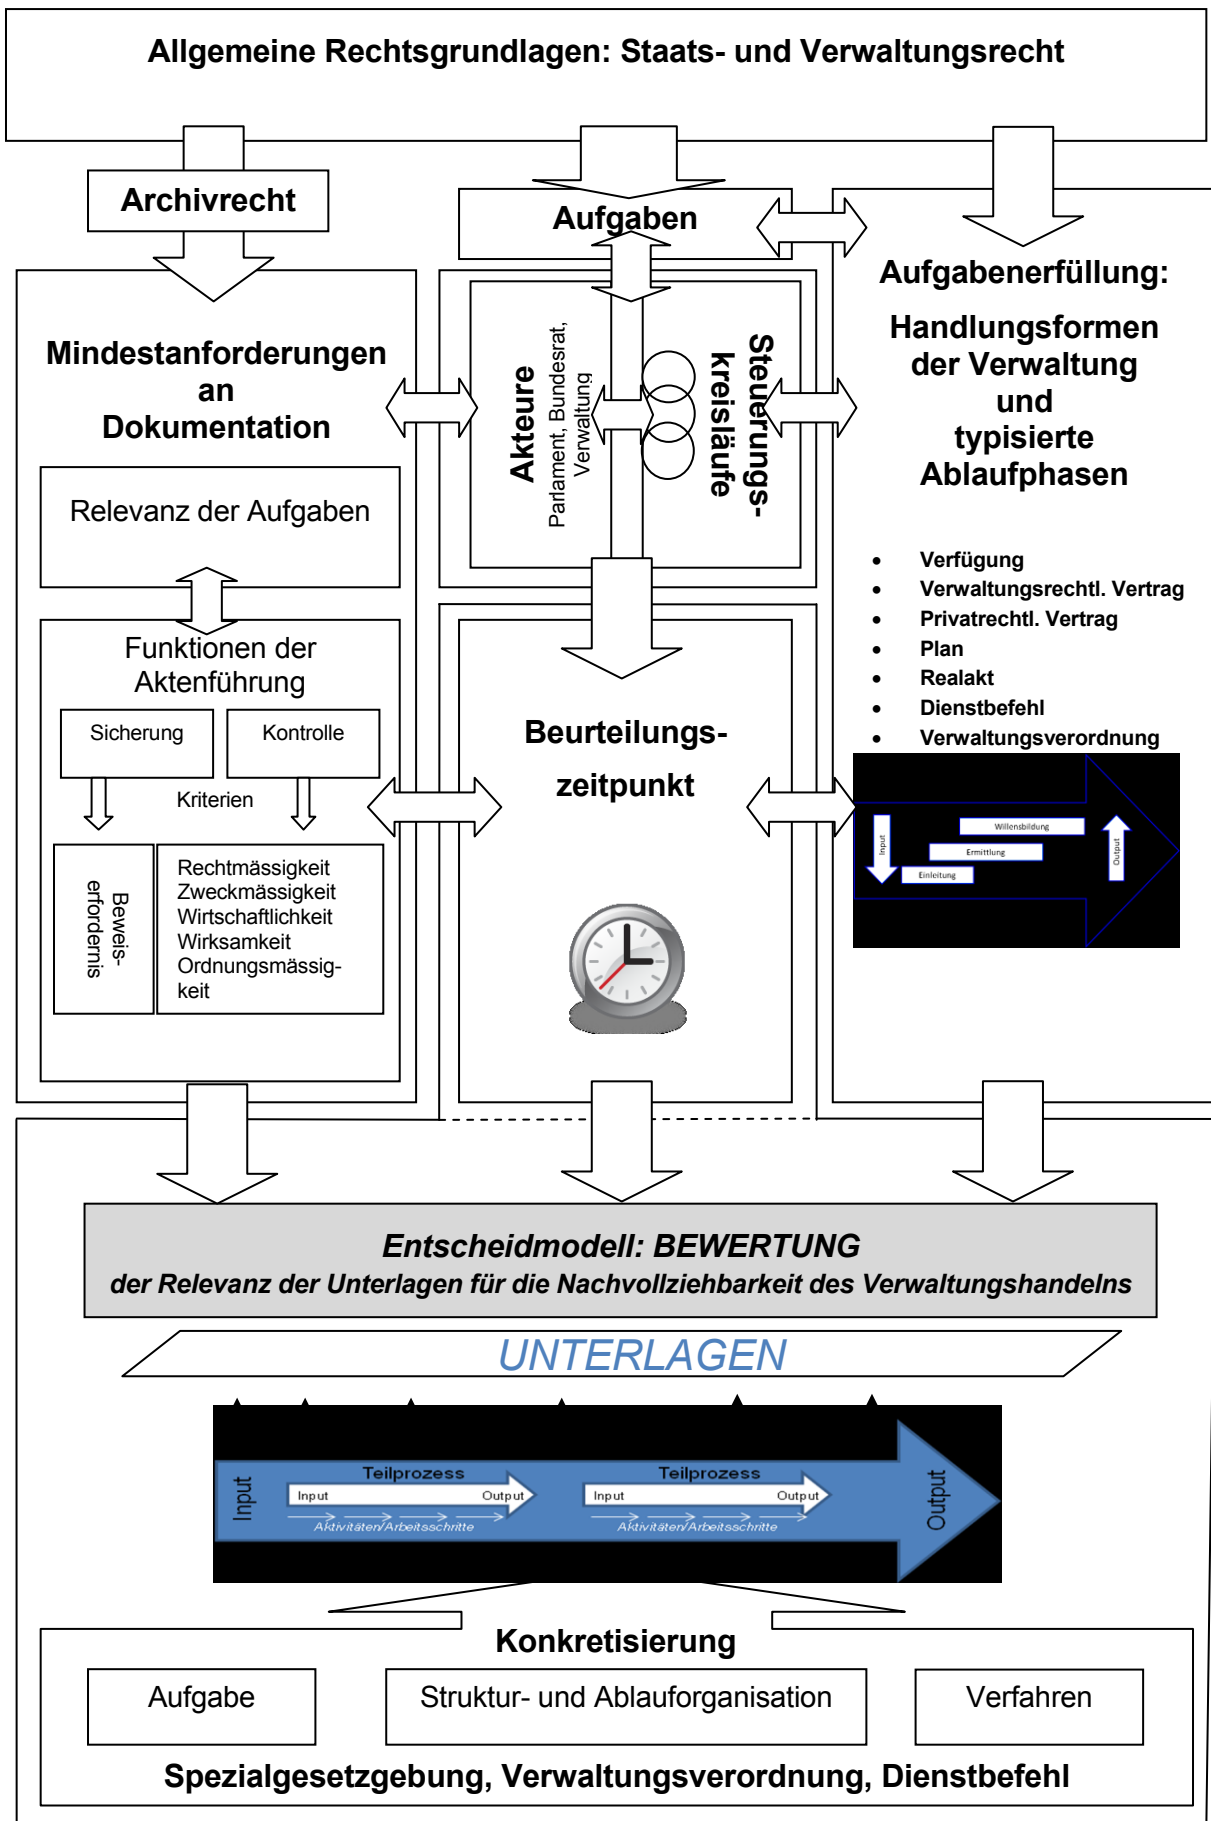 Allgemeine Rechtsgrundlagen: Staats- und Verwaltungsrecht
Archivrecht
Aufgaben
Mindestanforderungen
an
Dokumentation
Relevanz der Aufgaben
Funktionen der
Aktenführung
Sicherung
Kontrolle
Kriterien
Beweis-
erfordernis
Rechtmässigkeit
Zweckmässigkeit
Wirtschaftlichkeit
Wirksamkeit
Ordnungsmässig-
keit
Akteure
Parlament, Bundesrat,
Verwaltung
Steuerungs-
kreisläufe
Beurteilungs-
zeitpunkt
Aufgabenerfüllung:
Handlungsformen
der Verwaltung
und
typisierte
Ablaufphasen
• Verfügung
• Verwaltungsrechtl. Vertrag
• Privatrechtl. Vertrag
• Plan
• Realakt
• Dienstbefehl
• Verwaltungsverordnung
Input
Willensbildung
Ermittlung
Einleitung
Output
Entscheidmodell: BEWERTUNG
der Relevanz der Unterlagen für die Nachvollziehbarkeit des Verwaltungshandelns
UNTERLAGEN
Input
Teilprozess
Input Output
Aktivitäten/Arbeitsschritte
Teilprozess
Input Output
Aktivitäten/Arbeitsschritte
Output
Konkretisierung
Aufgabe
Struktur- und Ablauforganisation
Verfahren
Spezialgesetzgebung, Verwaltungsverordnung, Dienstbefehl